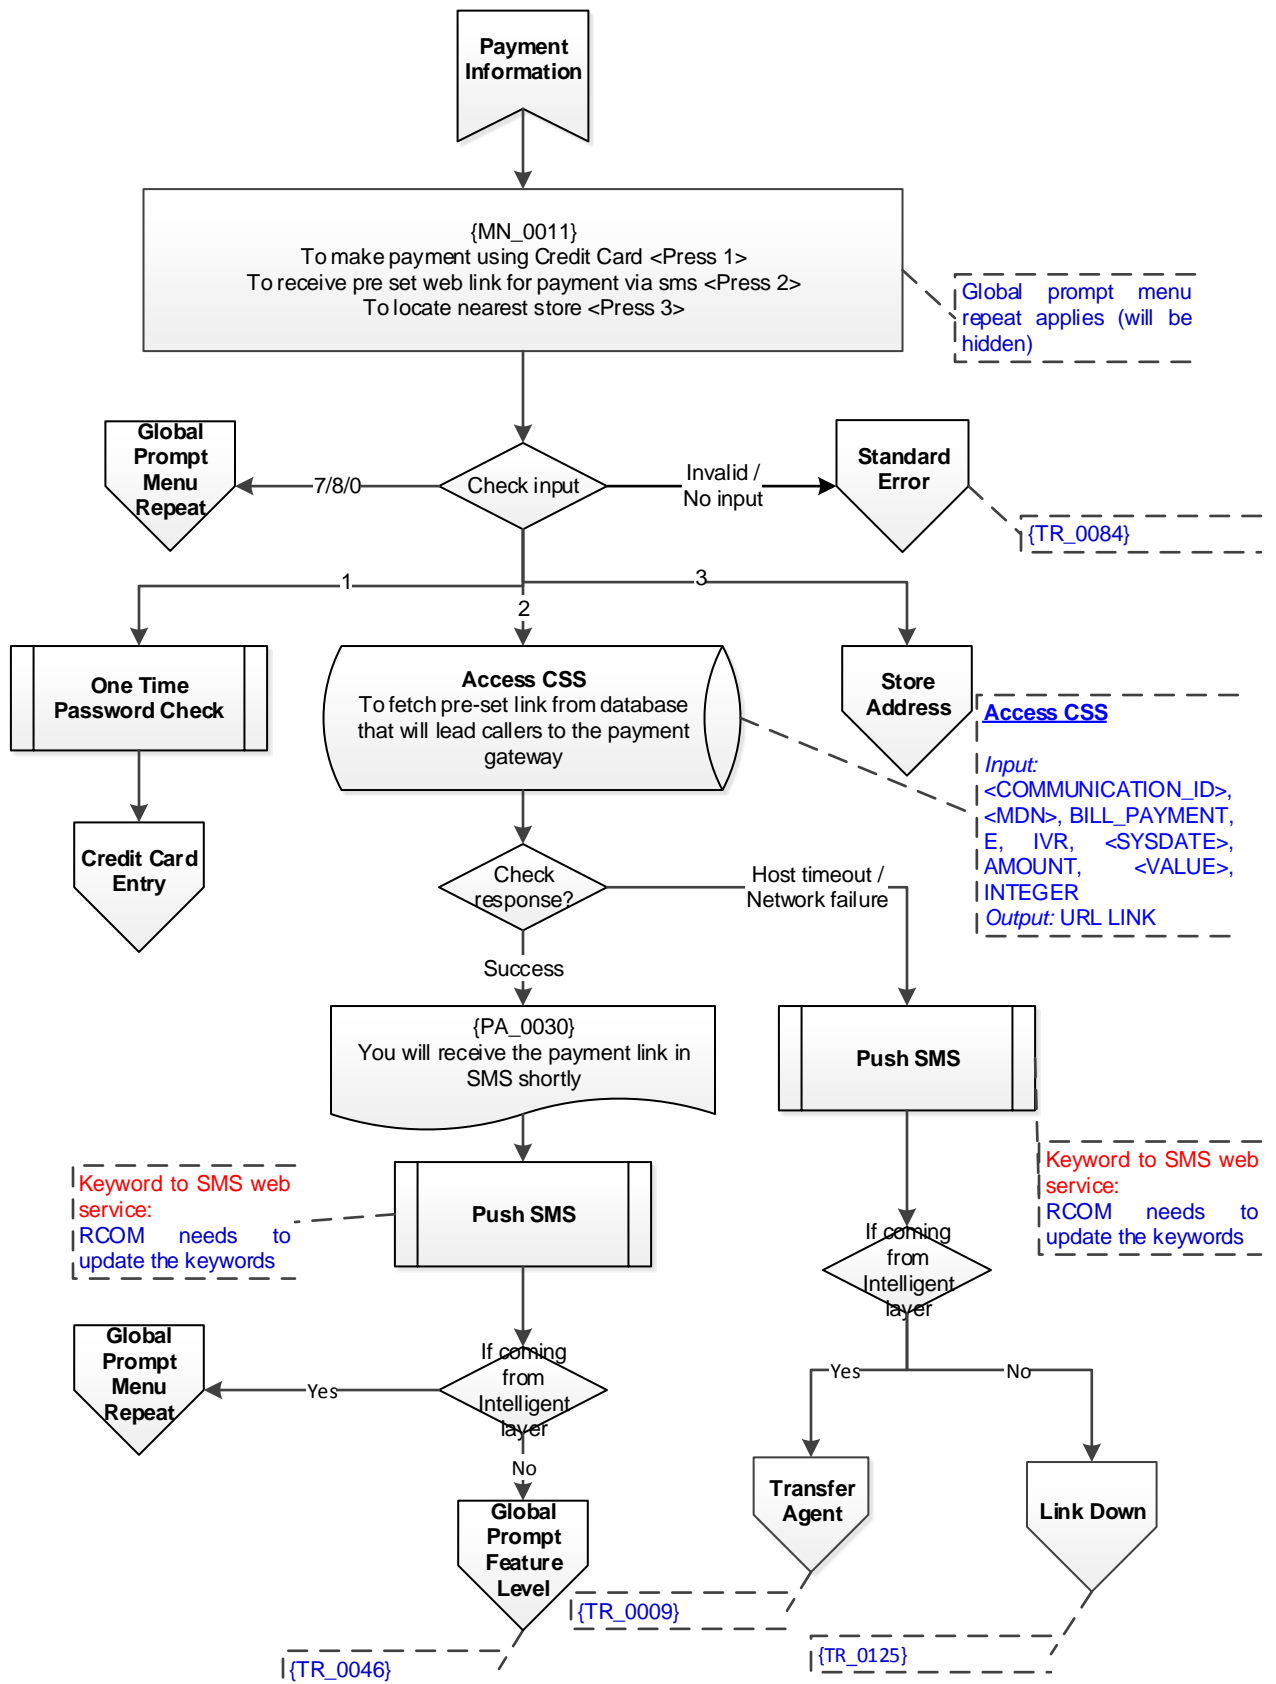 Payment
Information
{MN_0011}
To make payment using Credit Card <Press 1>
To receive pre set web link for payment via sms <Press 2>
To locate nearest store <Press 3>
Global prompt menu
repeat applies (will be
hidden)
Global
Prompt
Menu
Repeat
7/8/0
Check input
Invalid /
No input
Standard
Error
{TR_0084}
1
2
3
One Time
Password Check
Access CSS
To fetch pre-set link from database
that will lead callers to the payment
gateway
Store
Address
Access CSS
Input:
<COMMUNICATION_ID>,
<MDN>, BILL_PAYMENT,
E, IVR, <SYSDATE>,
AMOUNT, <VALUE>,
INTEGER
Output: URL LINK
Credit Card
Entry
Check
response?
Host timeout /
Network failure
Success
{PA_0030}
You will receive the payment link in
SMS shortly
Push SMS
Keyword to SMS web
service:
RCOM needs to
update the keywords
Push SMS
Keyword to SMS web
service:
RCOM needs to
update the keywords
If coming
from
Intelligent
layer
Global
Prompt
Menu
Repeat
Yes
If coming
from
Intelligent
layer
Yes
No
No
Global
Prompt
Feature
Level
Transfer
Agent
Link Down
{TR_0009}
{TR_0125}
{TR_0046}